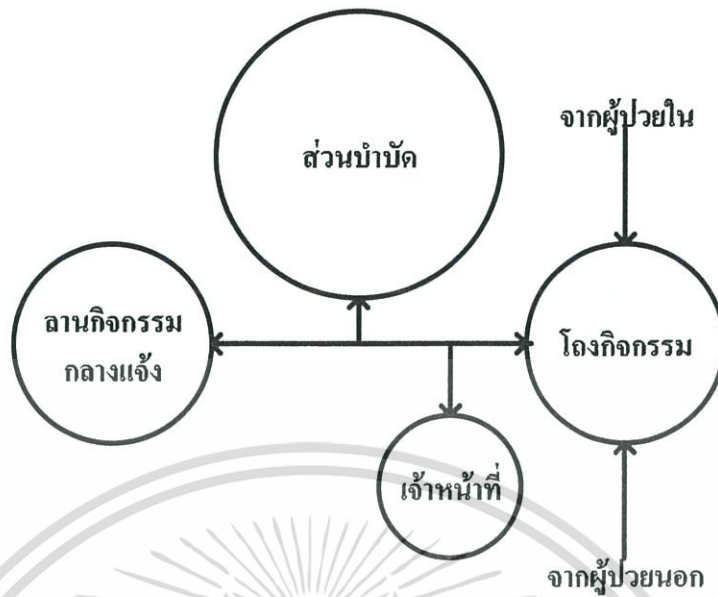 ส่วนบำบัด
จากผู้ป่วยใน
ลานกิจกรรม
กลางแจ้ง
โถงกิจกรรม
เจ้าหน้าที่
จากผู้ป่วยนอก